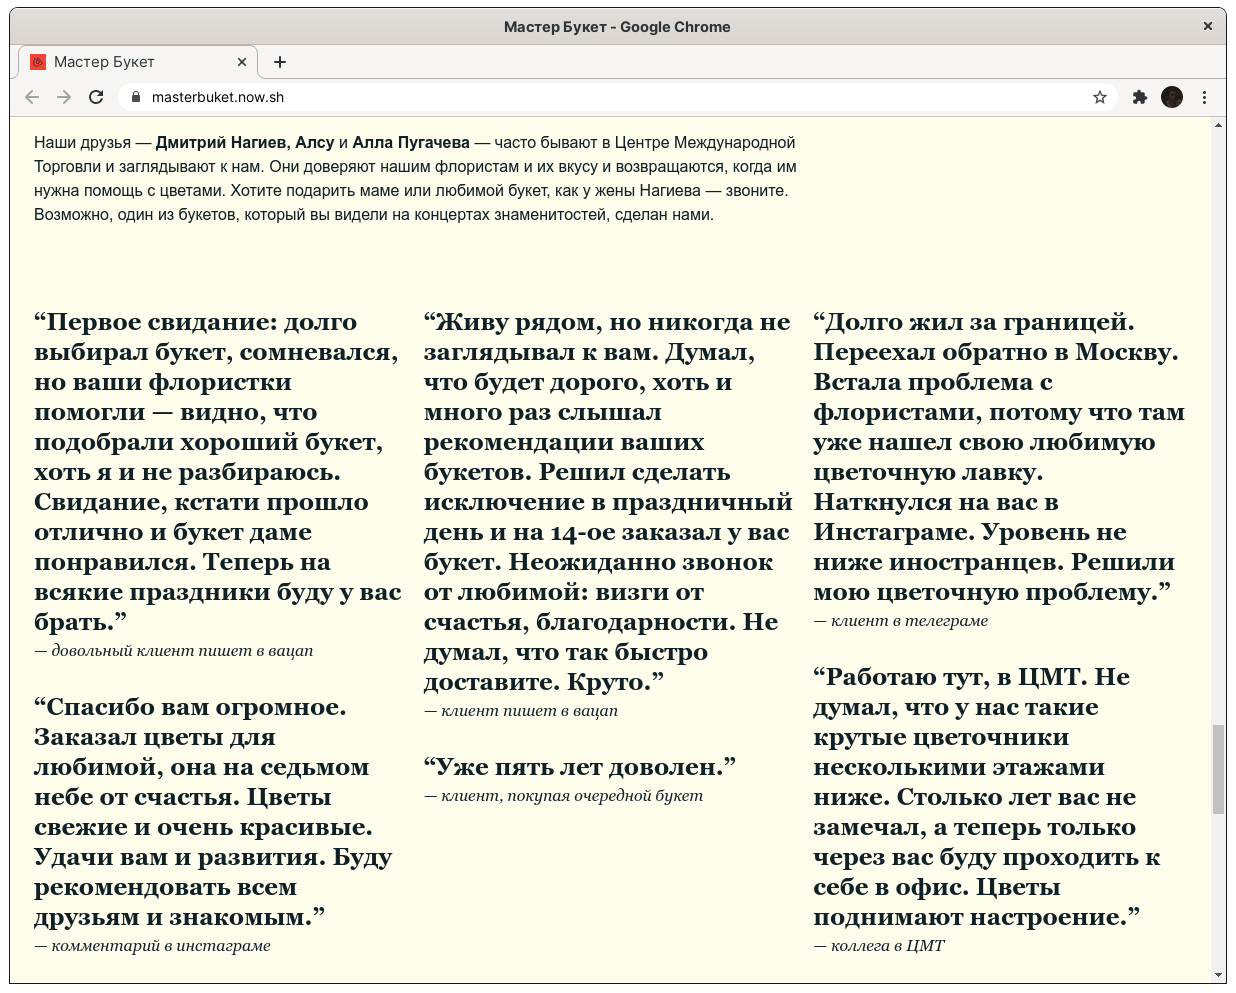 Мастер Букет - Google Chrome
Мастер Букет
masterbuket.now.sh
Наши друзья — Дмитрий Нагиев, Алсу и Алла Пугачева — часто бывают в Центре Международной
Торговли и заглядывают к нам. Они доверяют нашим флористам и их вкусу и возвращаются, когда им
нужна помощь с цветами. Хотите подарить маме или любимой букет, как у жены Нагиева — звоните.
Возможно, один из букетов, который вы видели на концертах знаменитостей, сделан нами.
“Первое свидание: долго
выбирал букет, сомневался,
но ваши флористки
помогли — видно, что
подобрали хороший букет,
хоть я и не разбираюсь.
Свидание, кстати прошло
отлично и букет даме
понравился. Теперь на
всякие праздники буду у вас
брать.”
— довольный клиент пишет в вацап
“Спасибо вам огромное.
Заказал цветы для
любимой, она на седьмом
небе от счастья. Цветы
свежие и очень красивые.
Удачи вам и развития. Буду
рекомендовать всем
друзьям и знакомым.”
— комментарий в инстаграме
“Живу рядом, но никогда не
заглядывал к вам. Думал,
что будет дорого, хоть и
много раз слышал
рекомендации ваших
букетов. Решил сделать
исключение в праздничный
день и на 14-ое заказал у вас
букет. Неожиданно звонок
от любимой: визги от
счастья, благодарности. Не
думал, что так быстро
доставите. Круто.”
— клиент пишет в вацап
“Уже пять лет доволен.”
— клиент, покупая очередной букет
“Долго жил за границей.
Переехал обратно в Москву.
Встала проблема с
флористами, потому что там
уже нашел свою любимую
цветочную лавку.
Наткнулся на вас в
Инстаграме. Уровень не
ниже иностранцев. Решили
мою цветочную проблему.”
— клиент в телеграме
“Работаю тут, в ЦМТ. Не
думал, что у нас такие
крутые цветочники
несколькими этажами
ниже. Столько лет вас не
замечал, а теперь только
через вас буду проходить к
себе в офис. Цветы
поднимают настроение.”
— коллега в ЦМТ